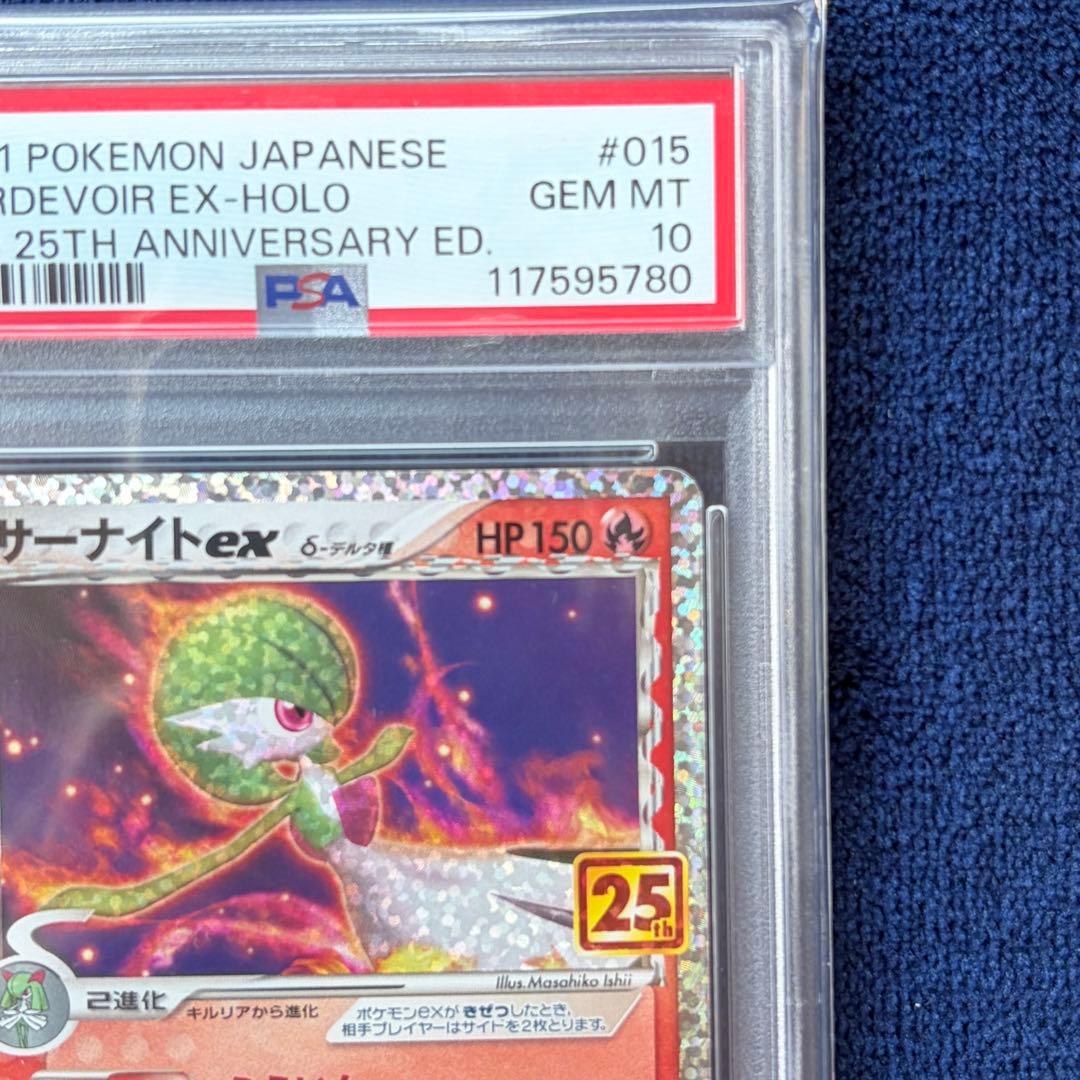 1 POKEMON JAPANESE #015
RDEVOIR EX-HOLO GEM MT
25TH ANNIVERSARY ED. 10
PSA 117595780
サーナイトex δ-デルタ種 HP150
25th
Illus. Masahiko Ishii
2進化 キルリアから進化
ポケモンexがきぜつしたとき、
相手プレイヤーはサイドを2枚とります。